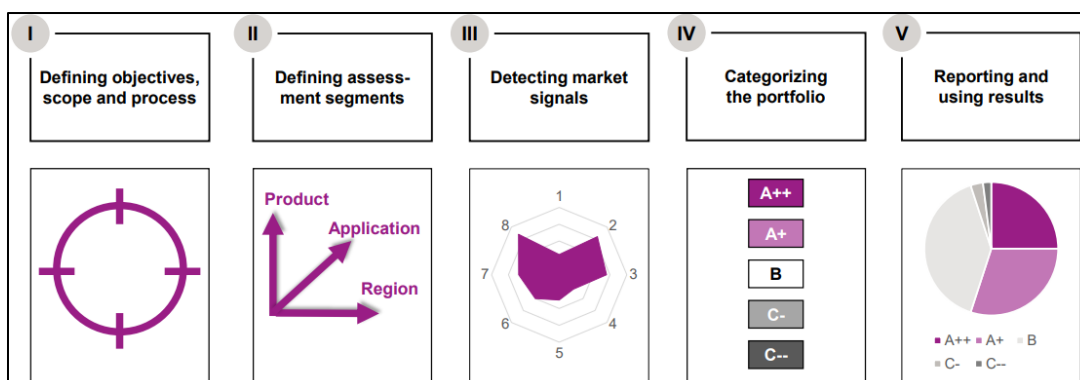 I
Defining objectives,
scope and process
II
Defining assess-
ment segments
III
Detecting market
signals
IV
Categorizing
the portfolio
V
Reporting and
using results
Product
Application
Region
1
2
3
4
5
6
7
8
A++
A+
B
C-
C--
A++ A+ B
C- C--